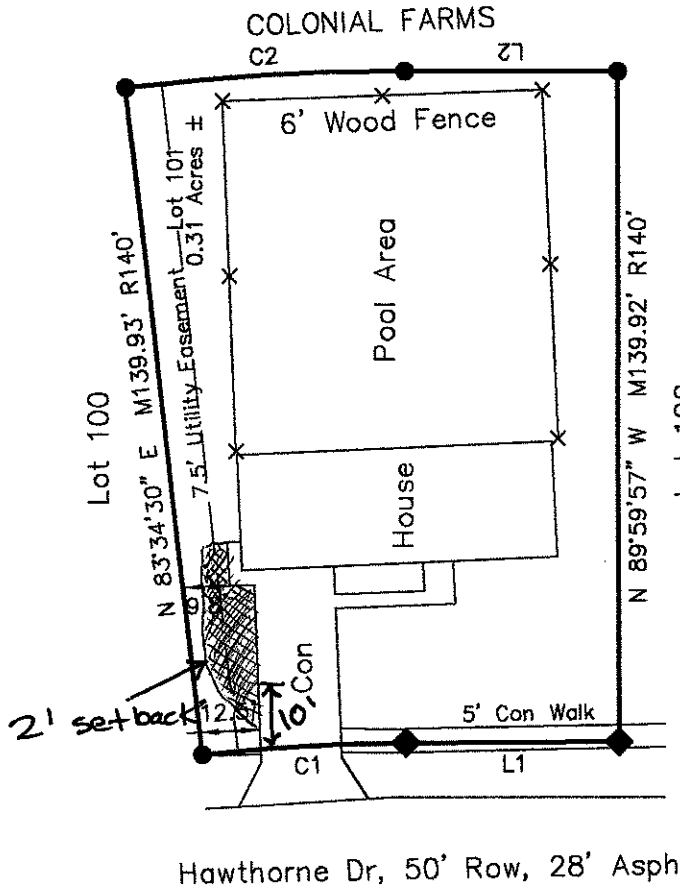 COLONIAL FARMS
C2
L2
6' Wood Fence
Lot 101
0.31 Acres ±
7.5' Utility Easement
Pool Area
N 83°34'30" E M139.93' R140'
Lot 100
N 89°59'57" W M139.92' R140'
House
Con
10'
2' setback
5' Con Walk
C1
L1
Hawthorne Dr, 50' Row, 28' Asph